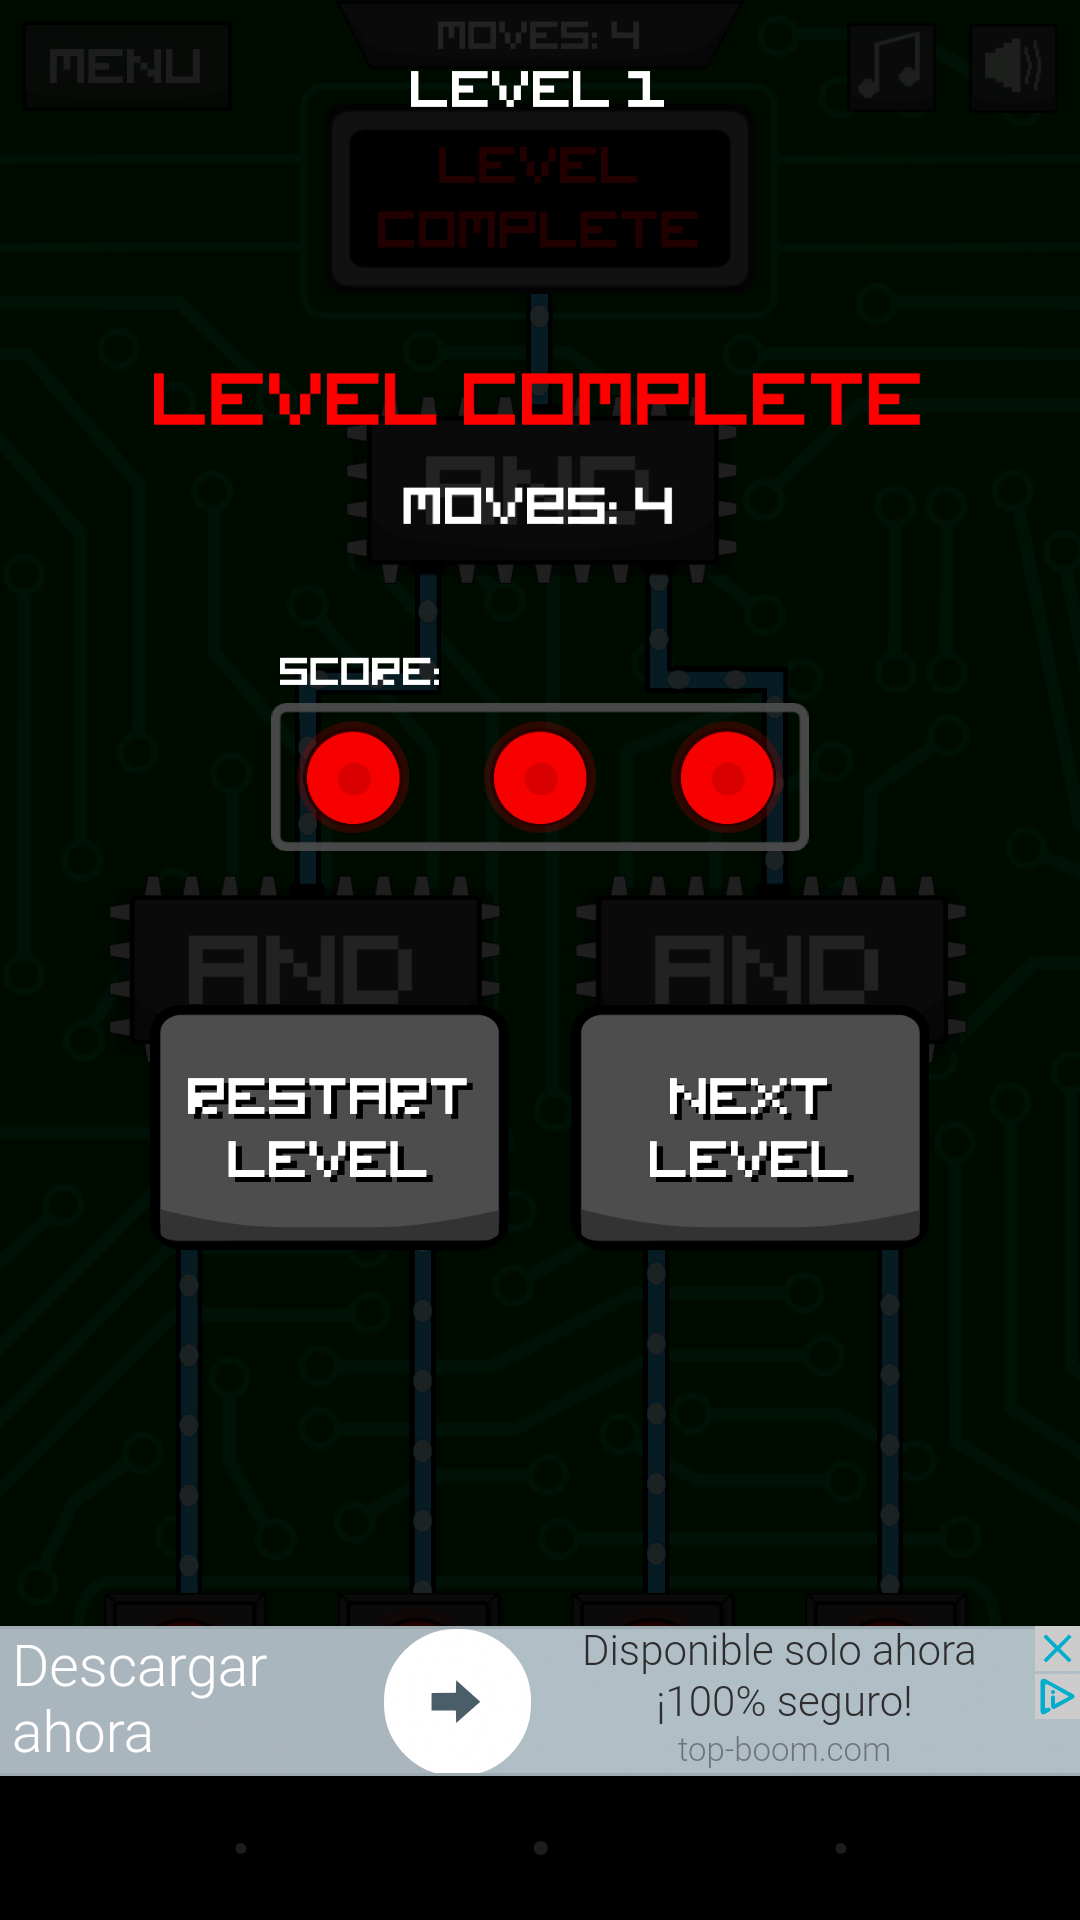 MENU
MOVES: 4
LEVEL 1
LEVEL
COMPLETE
LEVEL COMPLETE
AND
MOVES: 4
SCORE:
AND
AND
RESTART
LEVEL
NEXT
LEVEL
Descargar
ahora
Disponible solo ahora
¡100% seguro!
top-boom.com